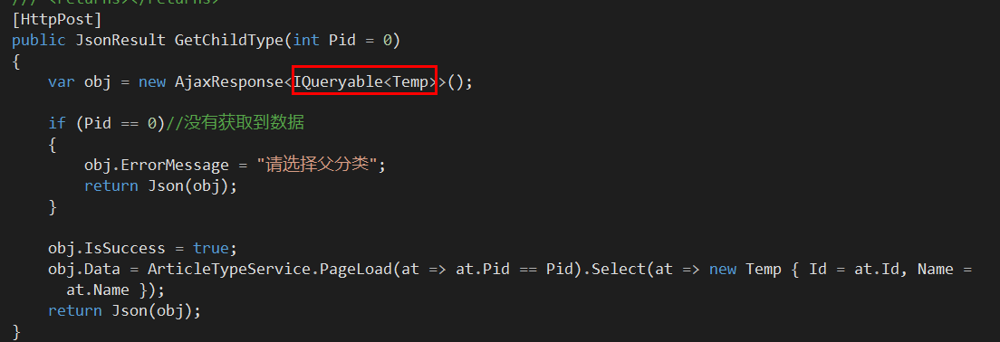 /// <returns></returns>
[HttpPost]
public JsonResult GetChildType(int Pid = 0)
{
    var obj = new AjaxResponse<IQueryable<Temp>>();
    if (Pid == 0)//没有获取到数据
    {
        obj.ErrorMessage = "请选择父分类";
        return Json(obj);
    }
    obj.IsSuccess = true;
    obj.Data = ArticleTypeService.PageLoad(at => at.Pid == Pid).Select(at => new Temp { Id = at.Id, Name =
      at.Name });
    return Json(obj);
}